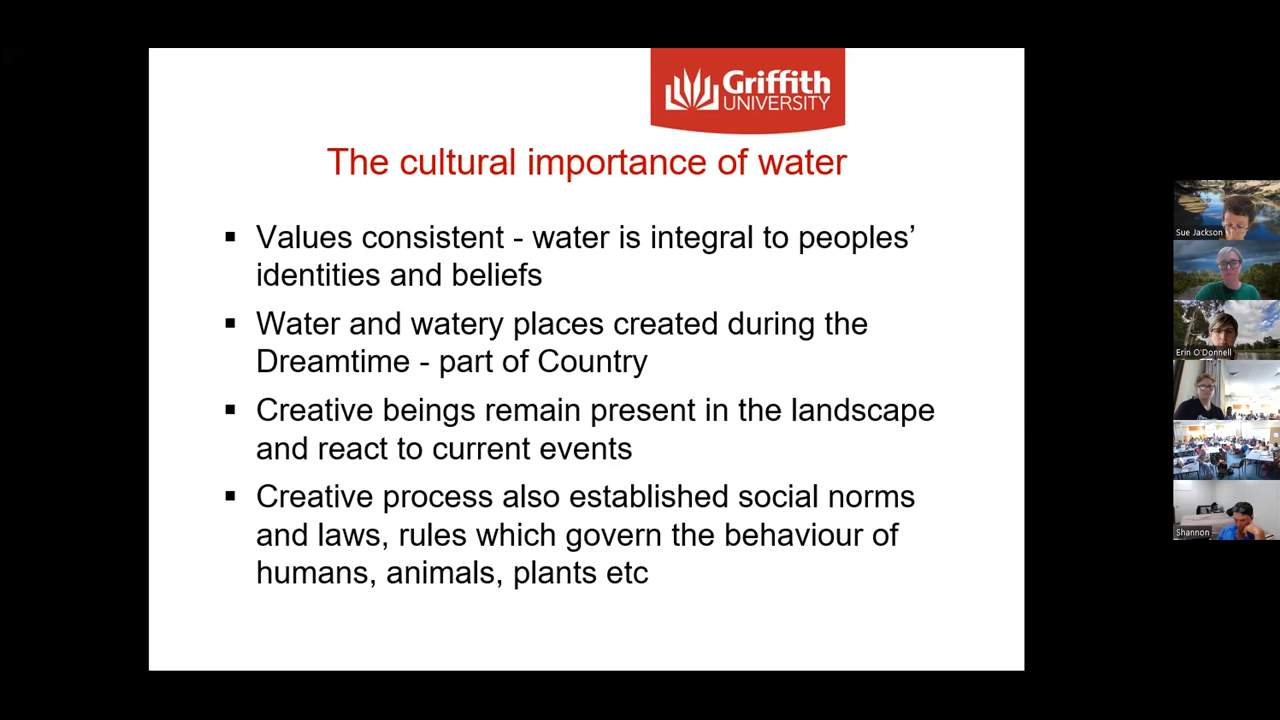 Griffith
UNIVERSITY
The cultural importance of water
▪ Values consistent - water is integral to peoples’
identities and beliefs
▪ Water and watery places created during the
Dreamtime - part of Country
▪ Creative beings remain present in the landscape
and react to current events
▪ Creative process also established social norms
and laws, rules which govern the behaviour of
humans, animals, plants etc
Sue Jackson
Erin O'Donnell
Shannon